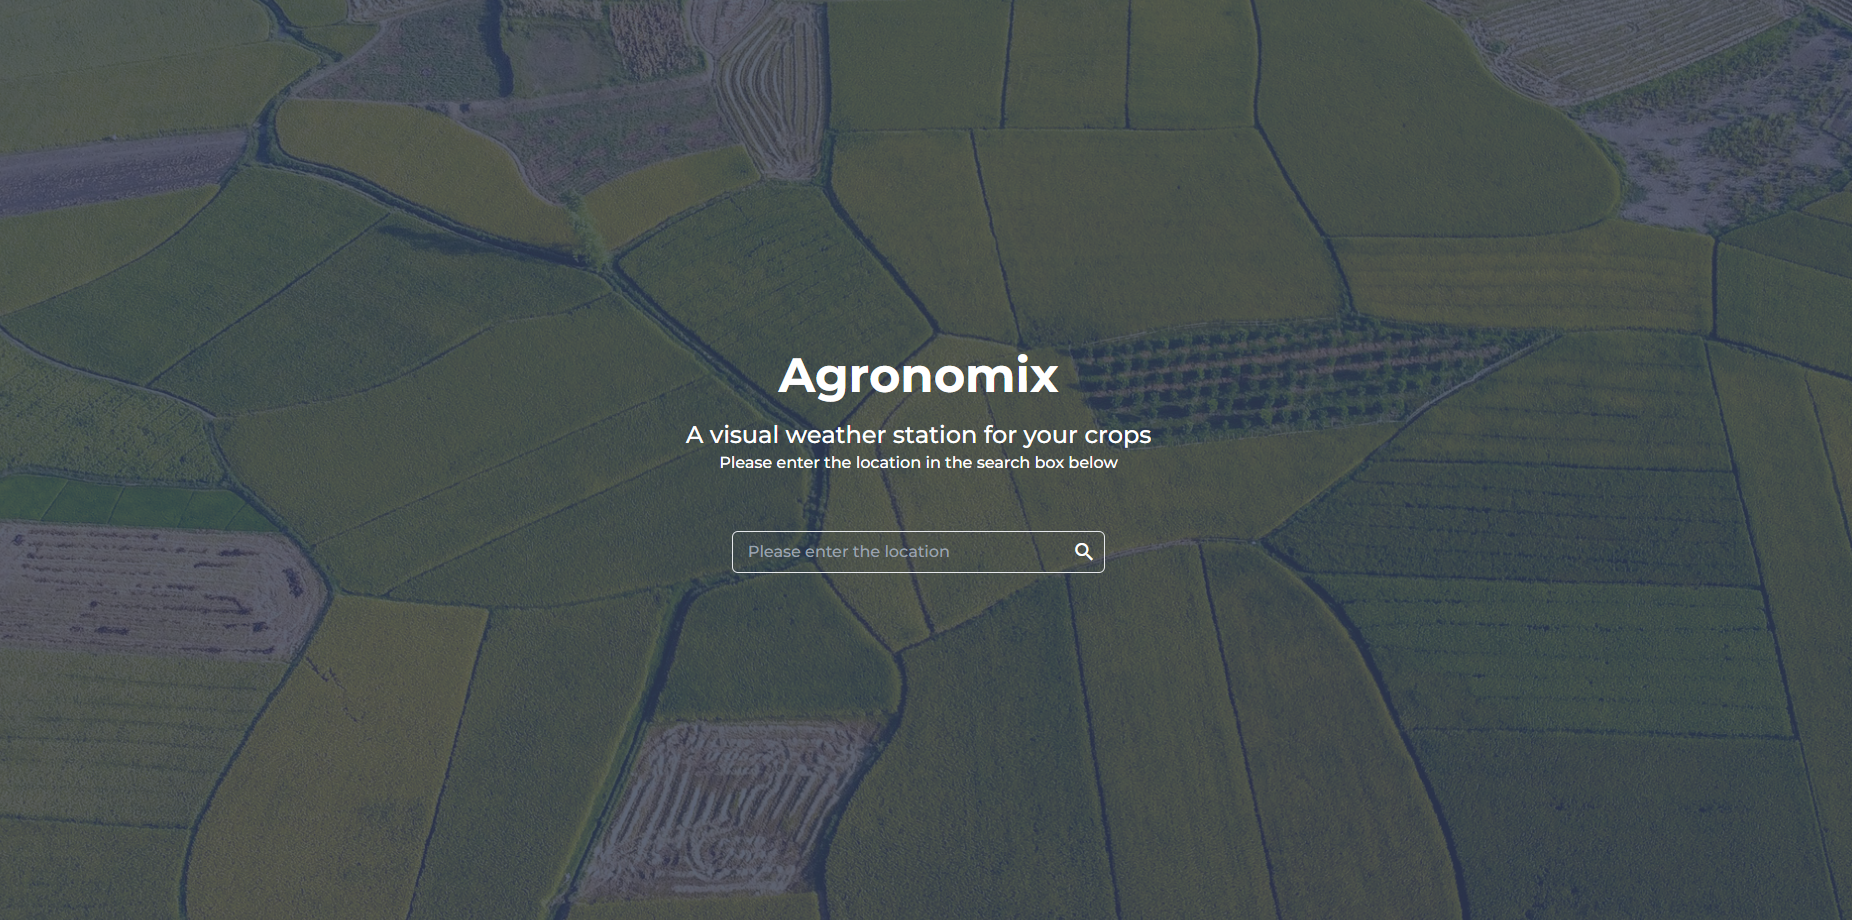 Agronomix
A visual weather station for your crops
Please enter the location in the search box below
Please enter the location